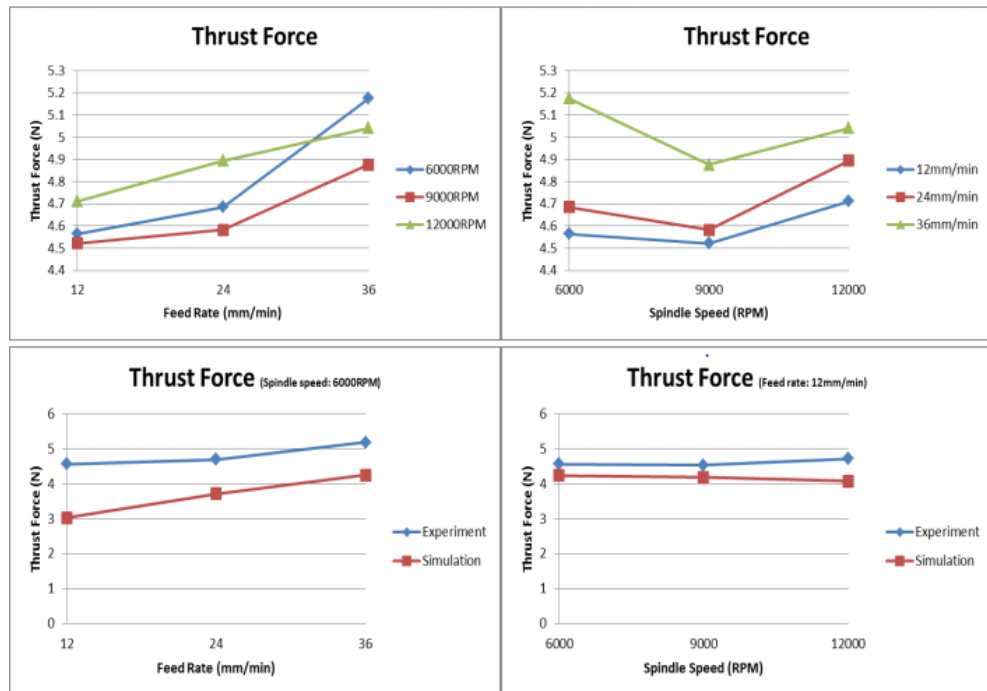 Thrust Force
Thrust Force (N)
5.3
5.2
5.1
5
4.9
4.8
4.7
4.6
4.5
4.4
12
24
36
Feed Rate (mm/min)
6000RPM
9000RPM
12000RPM
Thrust Force
Thrust Force (N)
5.3
5.2
5.1
5
4.9
4.8
4.7
4.6
4.5
4.4
6000
9000
12000
Spindle Speed (RPM)
12mm/min
24mm/min
36mm/min
Thrust Force (Spindle speed: 6000RPM)
Thrust Force (N)
6
5
4
3
2
1
0
12
24
36
Feed Rate (mm/min)
Experiment
Simulation
Thrust Force (Feed rate: 12mm/min)
Thrust Force (N)
6
5
4
3
2
1
0
6000
9000
12000
Spindle Speed (RPM)
Experiment
Simulation